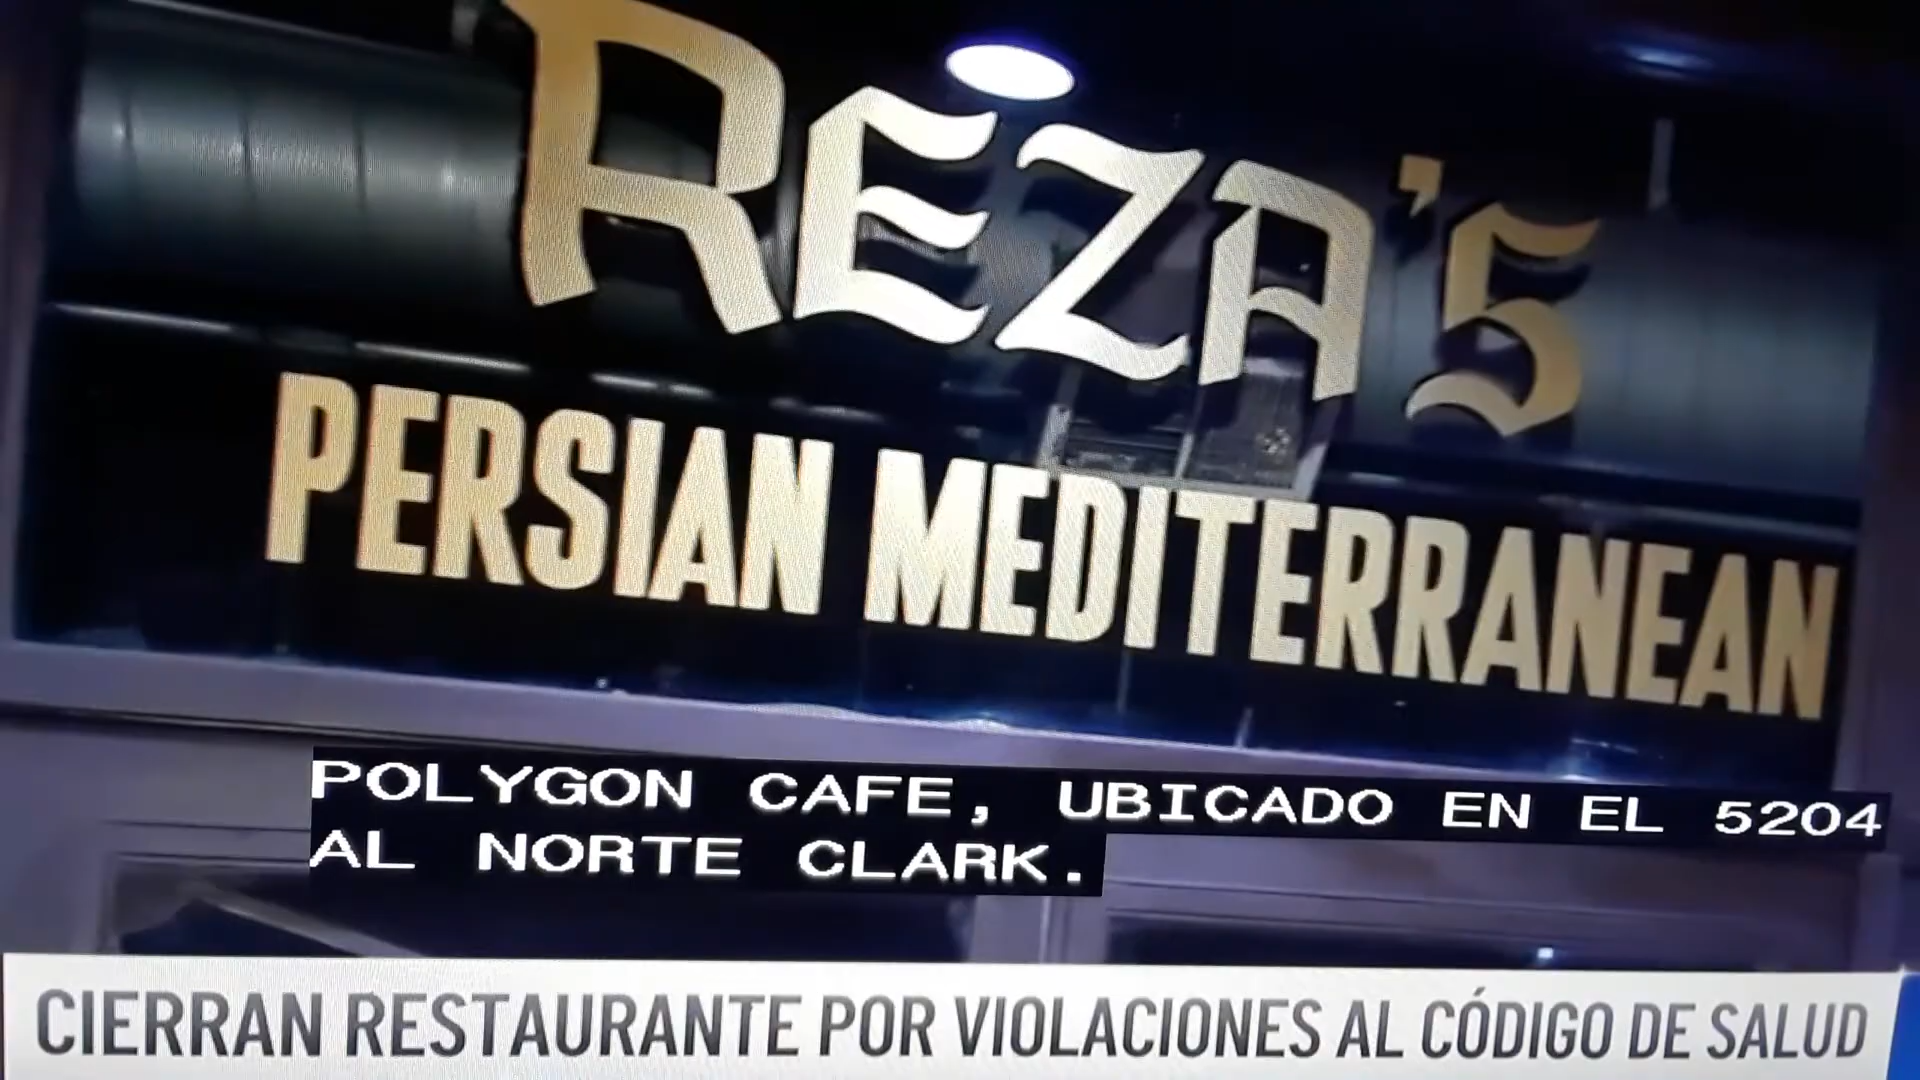 REZA'S
PERSIAN MEDITERRANEAN
POLYGON CAFE, UBICADO EN EL 5204
AL NORTE CLARK.
CIERRAN RESTAURANTE POR VIOLACIONES AL CÓDIGO DE SALUD